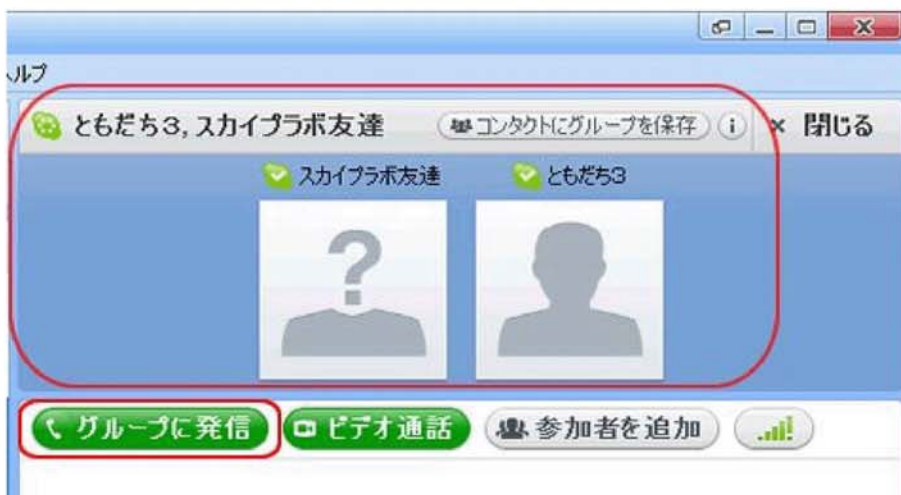 ヘルプ
ともだち3, スカイプラボ友達 コンタクトにグループを保存 i × 閉じる
スカイプラボ友達 ともだち3
?
グループに発信 ビデオ通話 参加者を追加